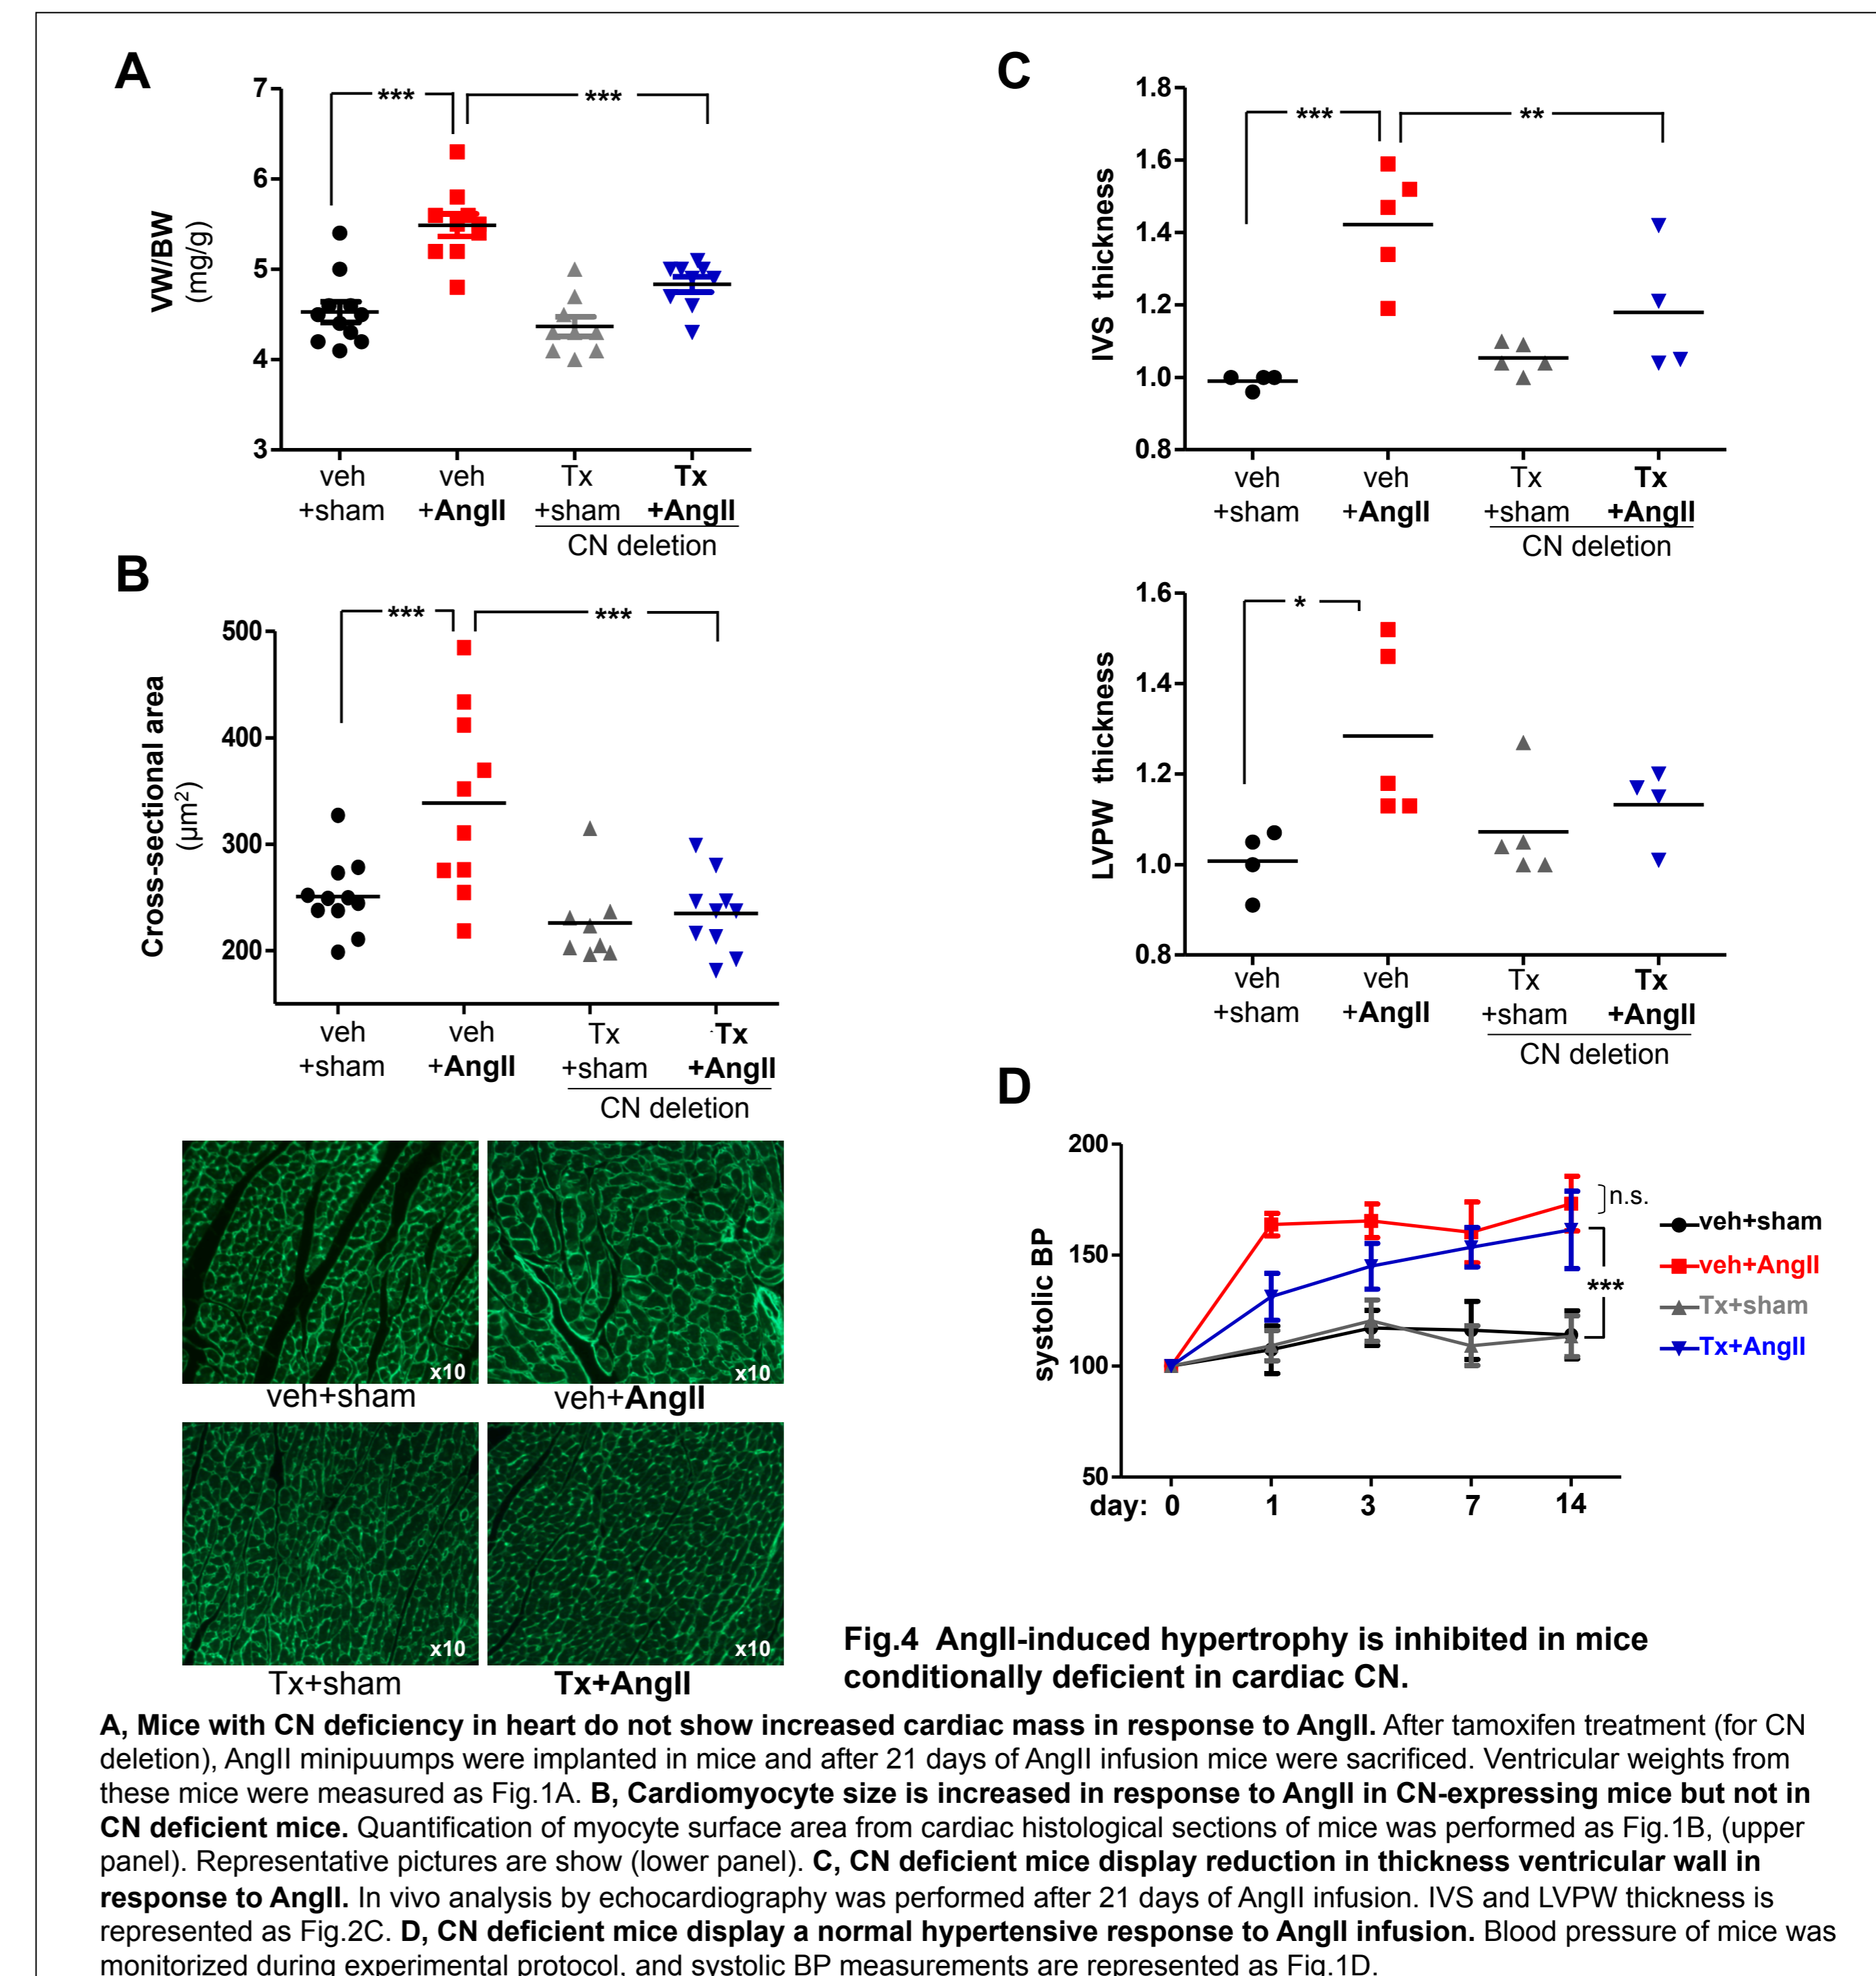 A
7
6
5
4
3
VW/BW
(mg/g)
***
***
veh
+sham
veh
+AngII
Tx
+sham
Tx
+AngII
CN deletion
B
500
400
300
200
Cross-sectional area
(µm²)
***
***
veh
+sham
veh
+AngII
Tx
+sham
Tx
+AngII
CN deletion
x10
veh+sham
x10
veh+AngII
x10
Tx+sham
x10
Tx+AngII
C
1.8
1.6
1.4
1.2
1.0
0.8
IVS thickness
***
**
veh
+sham
veh
+AngII
Tx
+sham
Tx
+AngII
CN deletion
1.6
1.4
1.2
1.0
0.8
LVPW thickness
*
veh
+sham
veh
+AngII
Tx
+sham
Tx
+AngII
CN deletion
D
200
150
100
50
systolic BP
day: 0 1 3 7 14
n.s.
***
veh+sham
veh+AngII
Tx+sham
Tx+AngII
Fig.4 AngII-induced hypertrophy is inhibited in mice
conditionally deficient in cardiac CN.
A, Mice with CN deficiency in heart do not show increased cardiac mass in response to AngII. After tamoxifen treatment (for CN
deletion), AngII minipuumps were implanted in mice and after 21 days of AngII infusion mice were sacrificed. Ventricular weights from
these mice were measured as Fig.1A. B, Cardiomyocyte size is increased in response to AngII in CN-expressing mice but not in
CN deficient mice. Quantification of myocyte surface area from cardiac histological sections of mice was performed as Fig.1B, (upper
panel). Representative pictures are show (lower panel). C, CN deficient mice display reduction in thickness ventricular wall in
response to AngII. In vivo analysis by echocardiography was performed after 21 days of AngII infusion. IVS and LVPW thickness is
represented as Fig.2C. D, CN deficient mice display a normal hypertensive response to AngII infusion. Blood pressure of mice was
monitorized during experimental protocol, and systolic BP measurements are represented as Fig.1D.